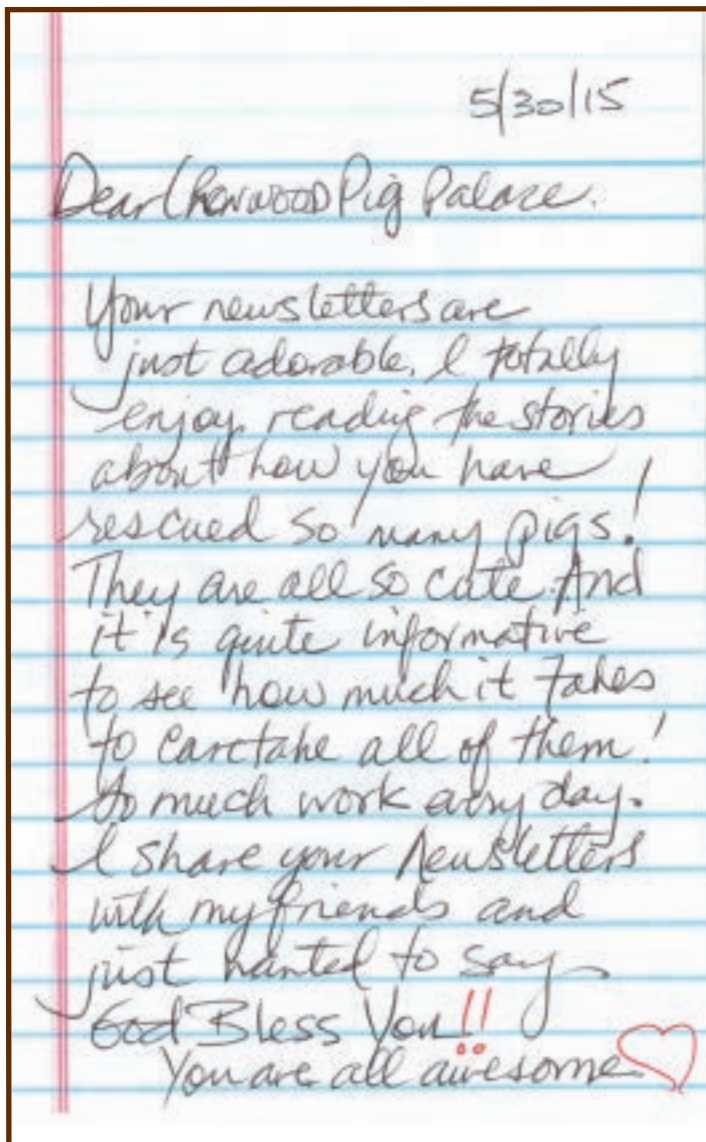 5/30/15
Dear Ironwood Pig Palace.
Your newsletters are
just adorable. I totally
enjoy reading the stories
about how you have
rescued so many pigs!
They are all so cute. And
it is quite informative
to see how much it takes
to caretake all of them!
So much work every day.
I share your newsletters
with my friends and
just wanted to say
God Bless You!!
You are all awesome